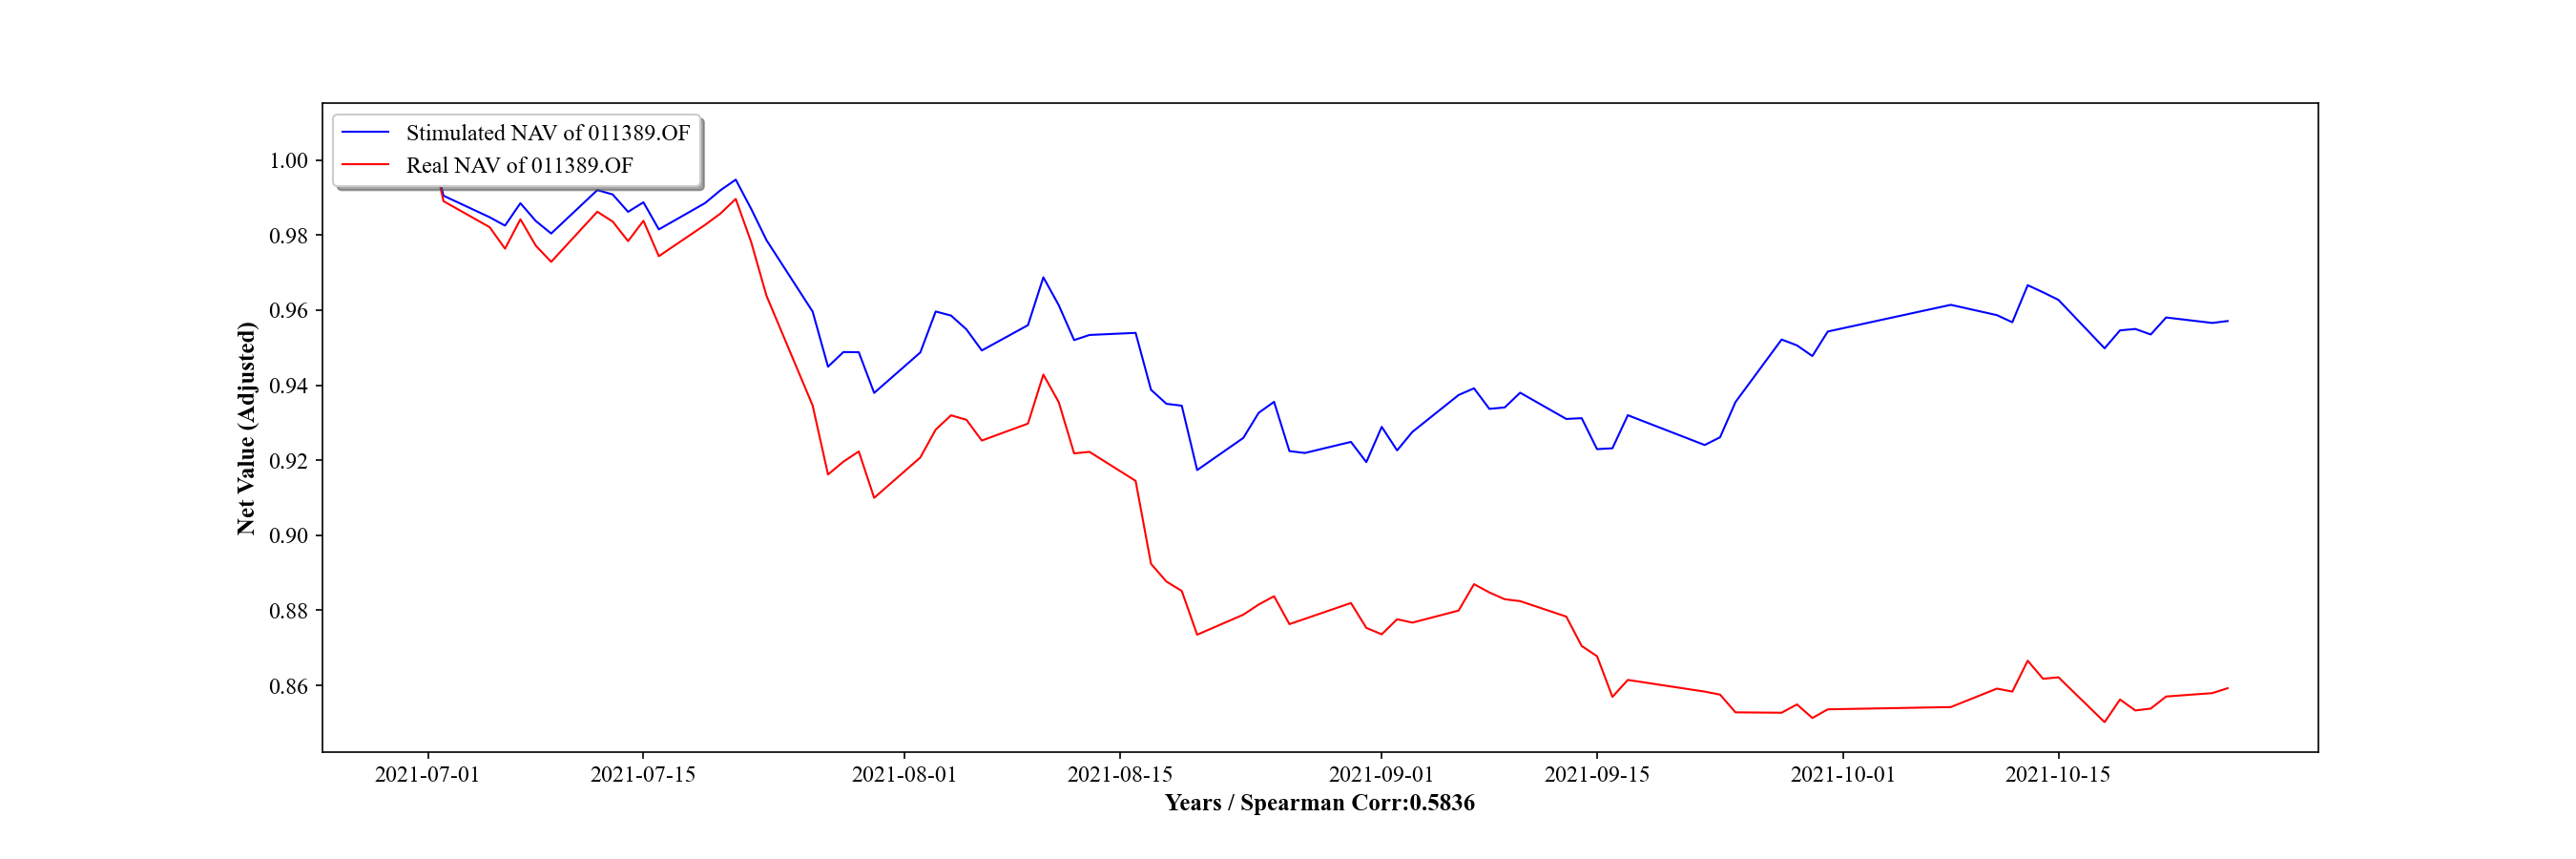 Stimulated NAV of 011389.OF
Real NAV of 011389.OF
Net Value (Adjusted)
1.00
0.98
0.96
0.94
0.92
0.90
0.88
0.86
2021-07-01 2021-07-15 2021-08-01 2021-08-15 2021-09-01 2021-09-15 2021-10-01 2021-10-15
Years / Spearman Corr:0.5836